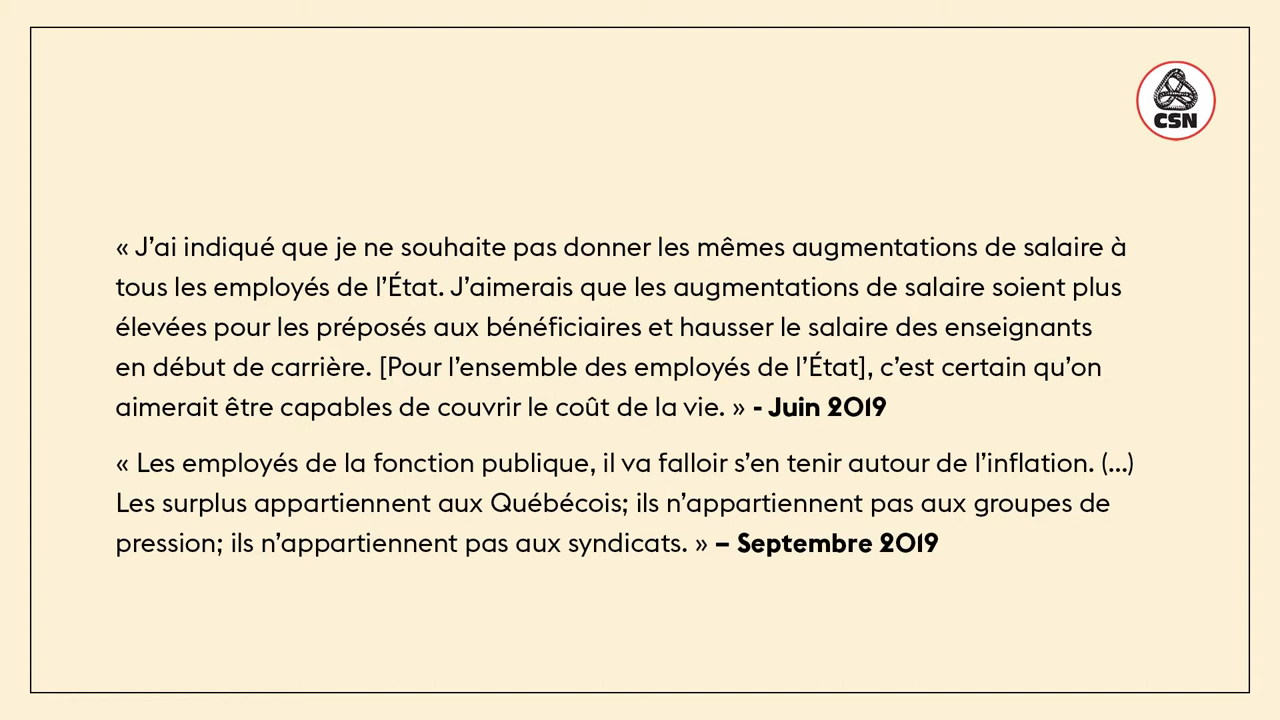 CSN
« J’ai indiqué que je ne souhaite pas donner les mêmes augmentations de salaire à
tous les employés de l’État. J’aimerais que les augmentations de salaire soient plus
élevées pour les préposés aux bénéficiaires et hausser le salaire des enseignants
en début de carrière. [Pour l’ensemble des employés de l’État], c’est certain qu’on
aimerait être capables de couvrir le coût de la vie. » - Juin 2019
« Les employés de la fonction publique, il va falloir s’en tenir autour de l’inflation. (...)
Les surplus appartiennent aux Québécois; ils n’appartiennent pas aux groupes de
pression; ils n’appartiennent pas aux syndicats. » – Septembre 2019